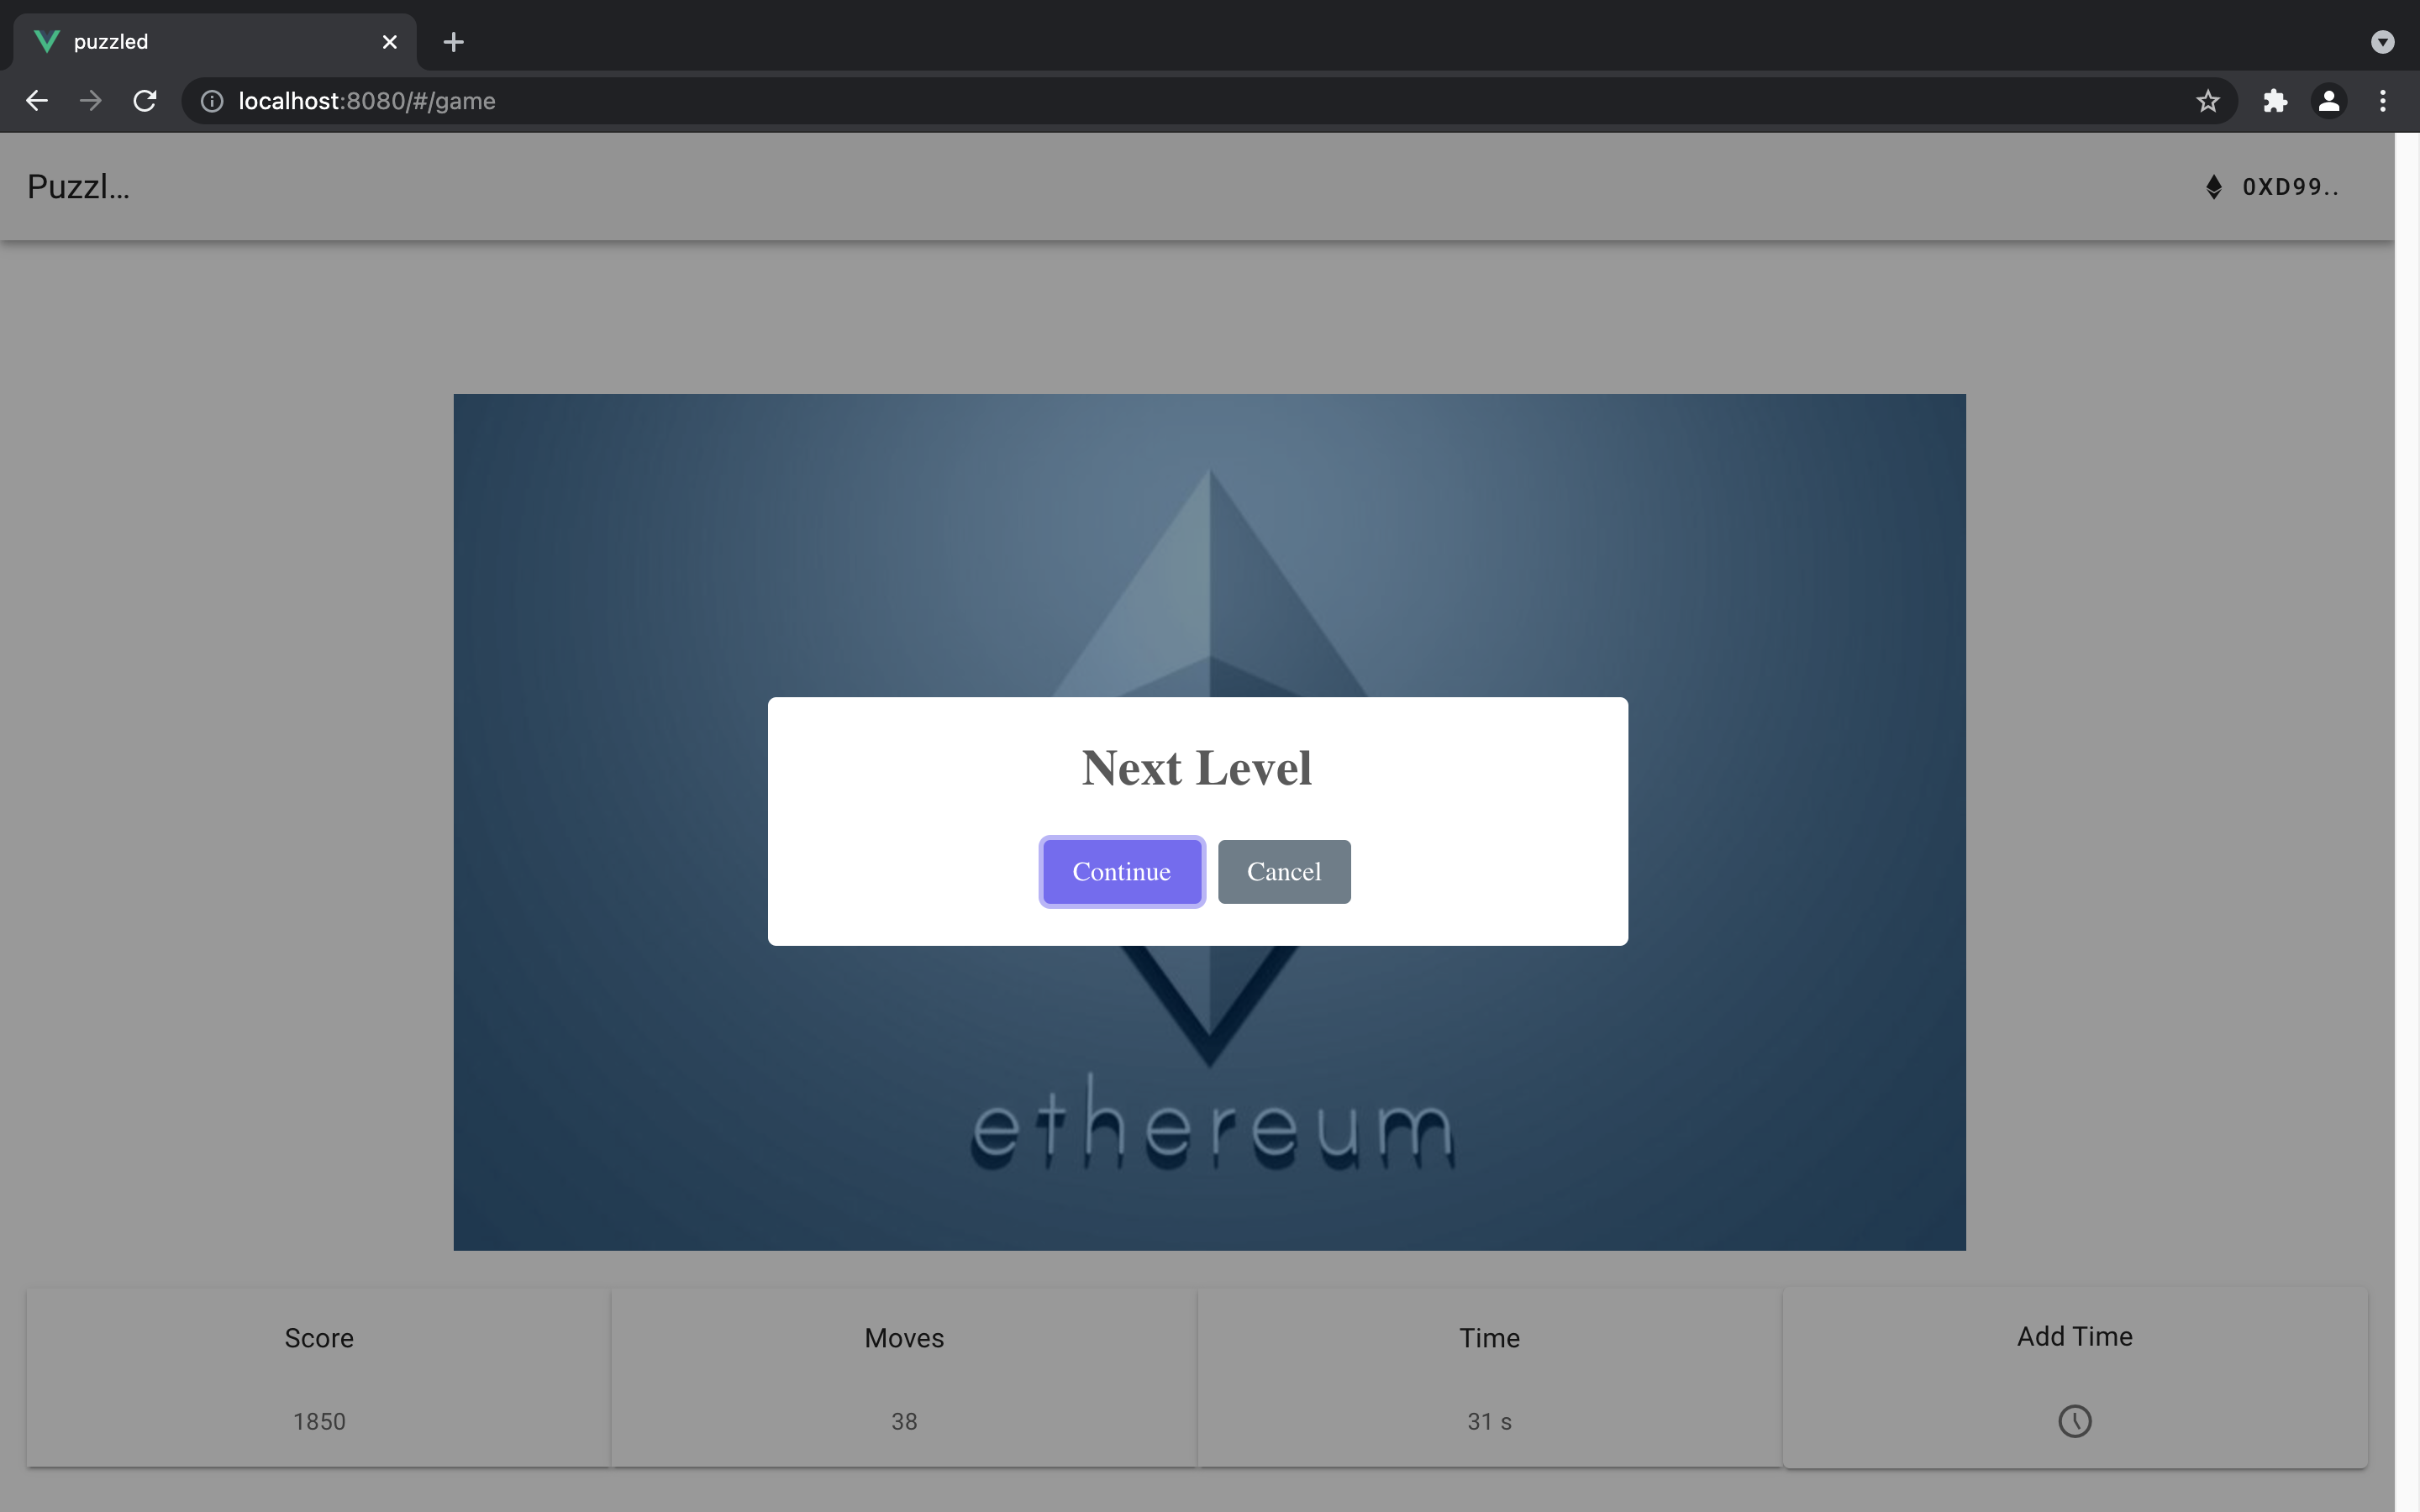 puzzled
localhost:8080/#/game
Puzzl...
0XD99..
Next Level
Continue
Cancel
ethereum
Score
Moves
Time
Add Time
1850
38
31 s